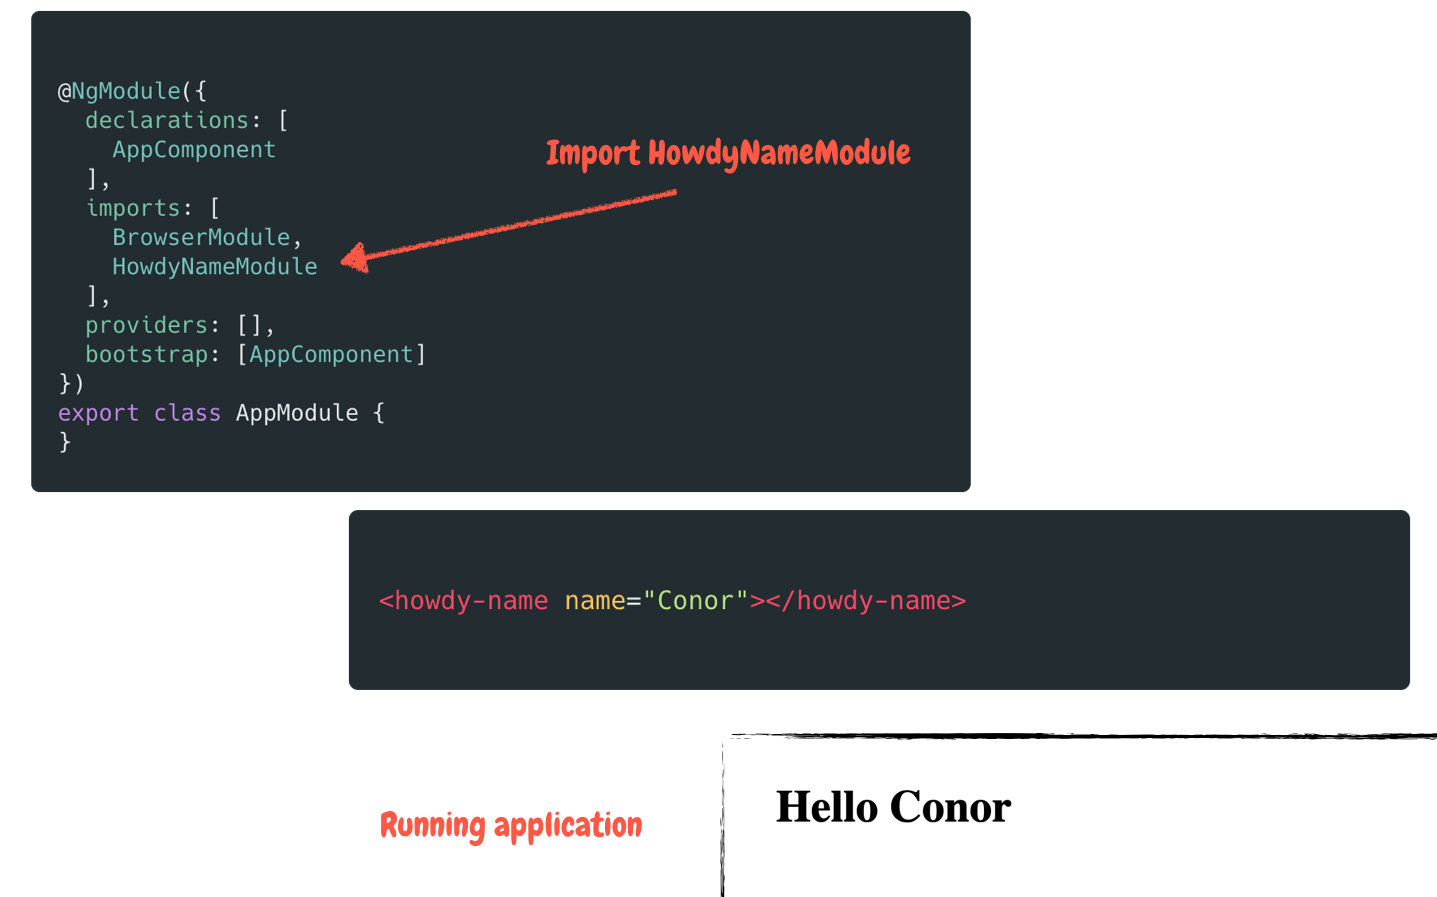 @NgModule({
  declarations: [
    AppComponent
  ],
  imports: [
    BrowserModule,
    HowdyNameModule
  ],
  providers: [],
  bootstrap: [AppComponent]
})
export class AppModule {
}
Import HowdyNameModule
<howdy-name name="Conor"></howdy-name>
Running application
Hello Conor